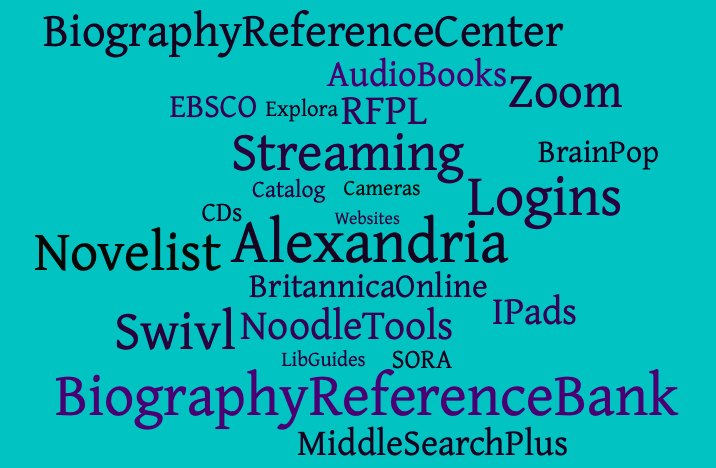 BiographyReferenceCenter
AudioBooks
Zoom
EBSCO
Explora
RFPL
Streaming
BrainPop
Catalog
Cameras
Logins
CDs
Websites
Novelist
Alexandria
BritannicaOnline
IPads
Swivl
NoodleTools
LibGuides
SORA
BiographyReferenceBank
MiddleSearchPlus